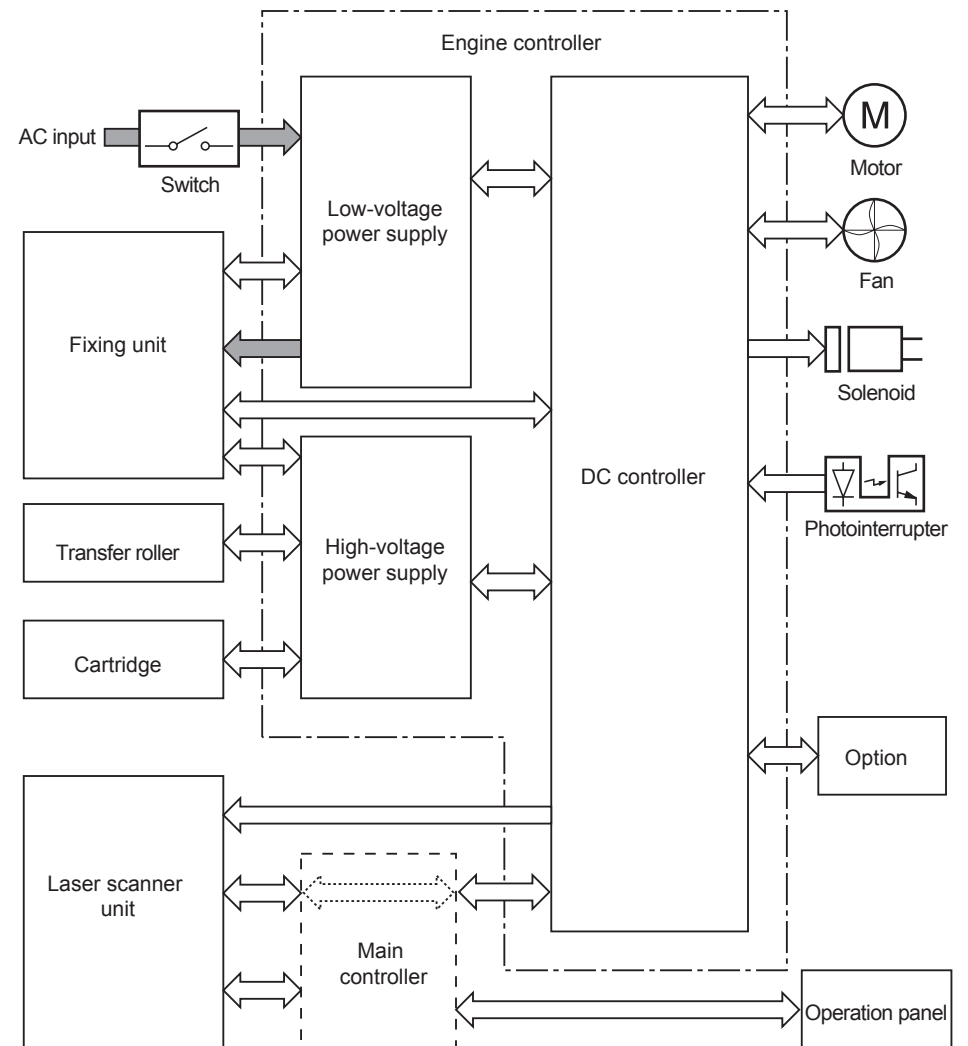 Engine controller
AC input
Switch
Low-voltage
power supply
M
Motor
Fan
Fixing unit
Solenoid
DC controller
Photointerrupter
Transfer roller
High-voltage
power supply
Cartridge
Option
Laser scanner
unit
Main
controller
Operation panel